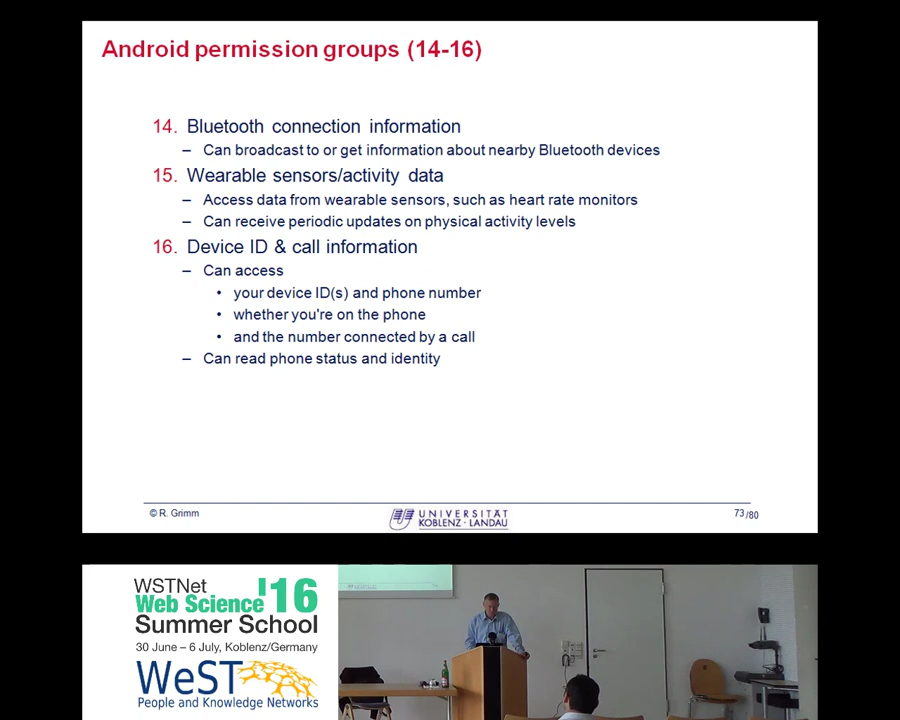 Android permission groups (14-16)
14. Bluetooth connection information
– Can broadcast to or get information about nearby Bluetooth devices
15. Wearable sensors/activity data
– Access data from wearable sensors, such as heart rate monitors
– Can receive periodic updates on physical activity levels
16. Device ID & call information
– Can access
• your device ID(s) and phone number
• whether you're on the phone
• and the number connected by a call
– Can read phone status and identity
© R. Grimm
UNIVERSITÄT
KOBLENZ · LANDAU
73/80
WSTNet
Web Science '16
Summer School
30 June – 6 July, Koblenz/Germany
WeST
People and Knowledge Networks